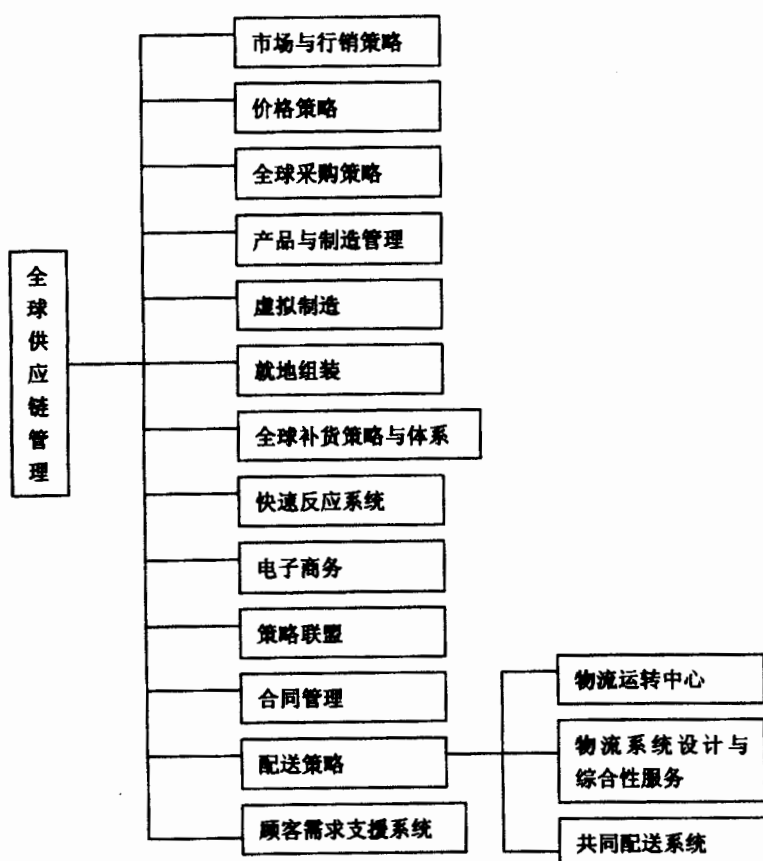 全球供应链管理
市场与行销策略
价格策略
全球采购策略
产品与制造管理
虚拟制造
就地组装
全球补货策略与体系
快速反应系统
电子商务
策略联盟
合同管理
配送策略
顾客需求支援系统
物流运转中心
物流系统设计与
综合性服务
共同配送系统